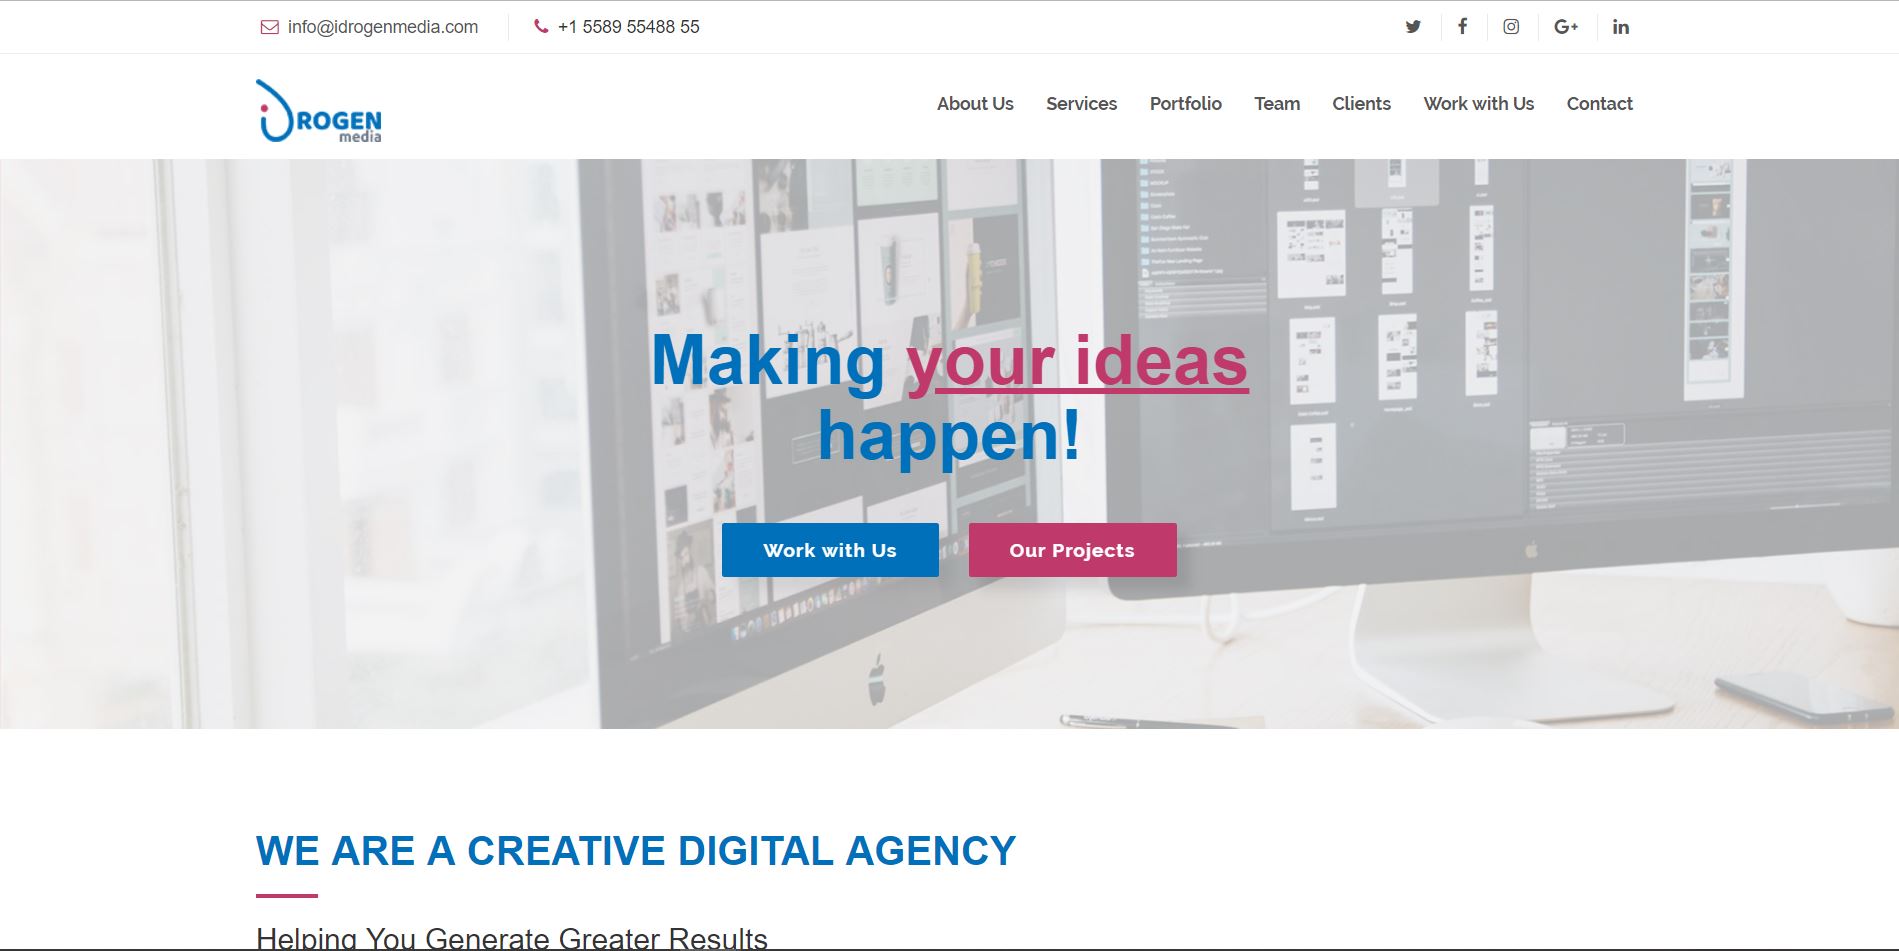 info@idrogenmedia.com
+1 5589 55488 55
iDROGEN
media
About Us Services Portfolio Team Clients Work with Us Contact
Making your ideas
happen!
Work with Us Our Projects
WE ARE A CREATIVE DIGITAL AGENCY
Helping You Generate Greater Results